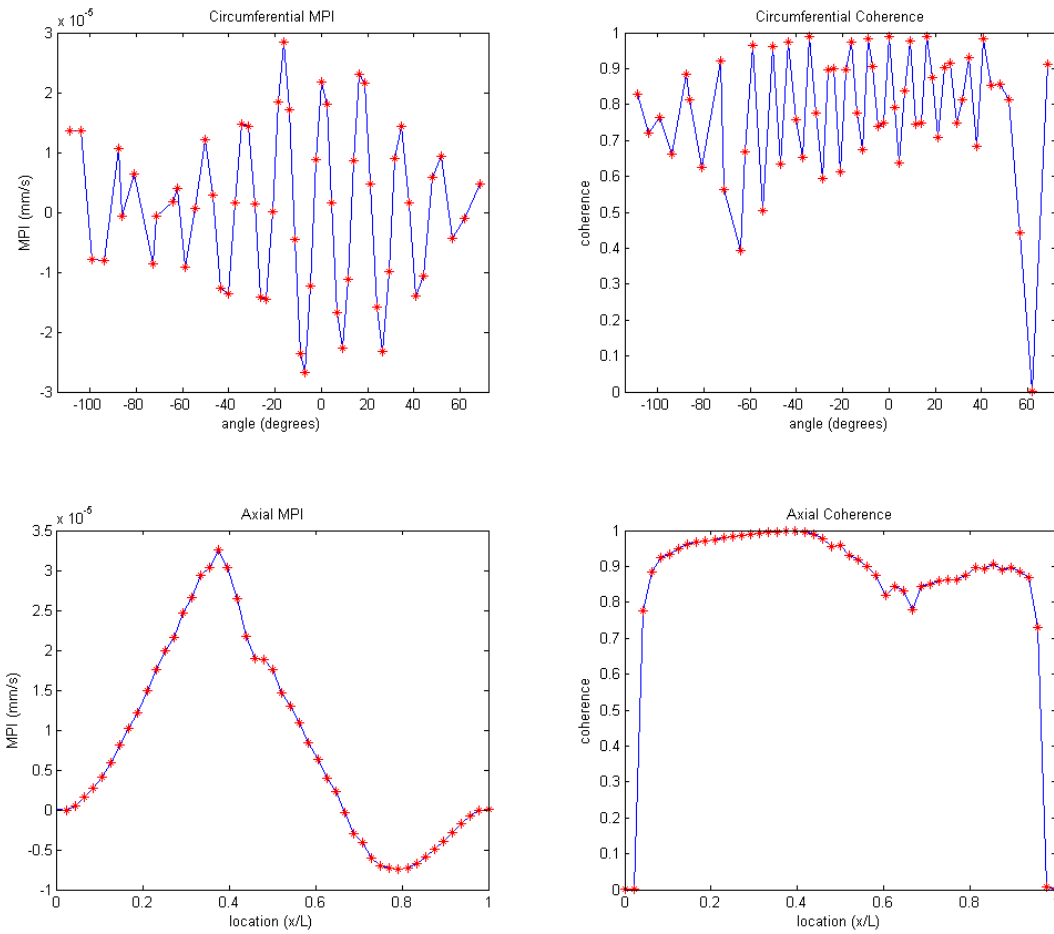 Circumferential MPI
x 10^-5
3
2
1
0
-1
-2
-3
MPI (mm/s)
-100 -80 -60 -40 -20 0 20 40 60
angle (degrees)
Circumferential Coherence
1
0.9
0.8
0.7
0.6
0.5
0.4
0.3
0.2
0.1
0
coherence
-100 -80 -60 -40 -20 0 20 40 60
angle (degrees)
Axial MPI
x 10^-5
3.5
3
2.5
2
1.5
1
0.5
0
-0.5
-1
MPI (mm/s)
0 0.2 0.4 0.6 0.8 1
location (x/L)
Axial Coherence
1
0.9
0.8
0.7
0.6
0.5
0.4
0.3
0.2
0.1
0
coherence
0 0.2 0.4 0.6 0.8
location (x/L)